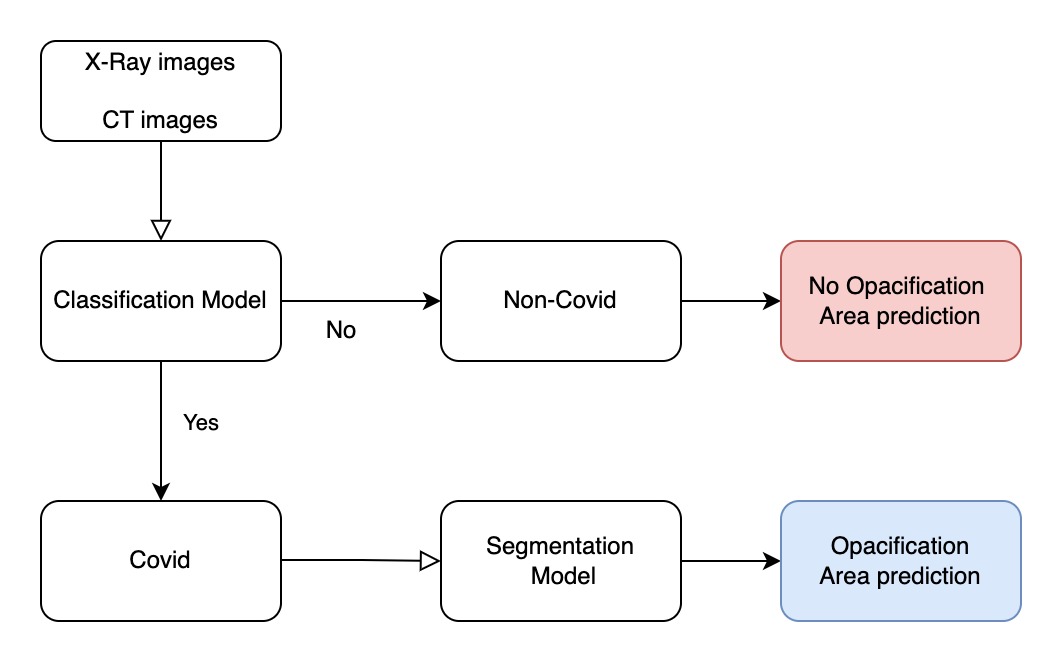 X-Ray images
CT images
Classification Model
No
Non-Covid
No Opacification
Area prediction
Yes
Covid
Segmentation
Model
Opacification
Area prediction